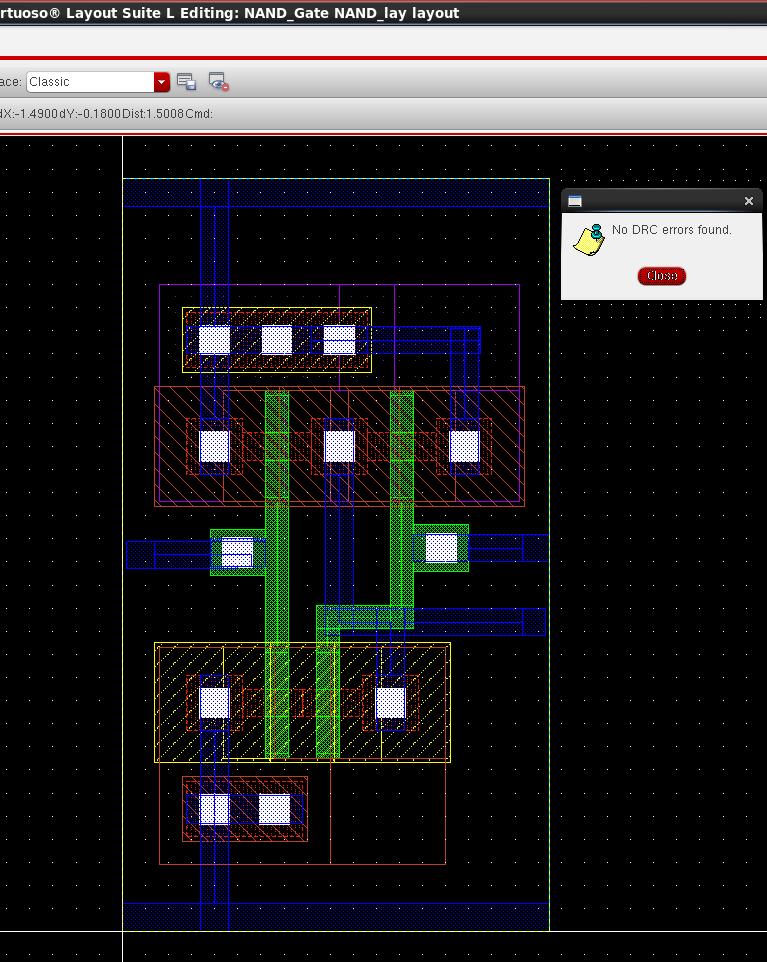 rtuoso® Layout Suite L Editing: NAND_Gate NAND_lay layout
ace: Classic
dX:-1.4900dY:-0.1800Dist:1.5008Cmd:
No DRC errors found.
Close